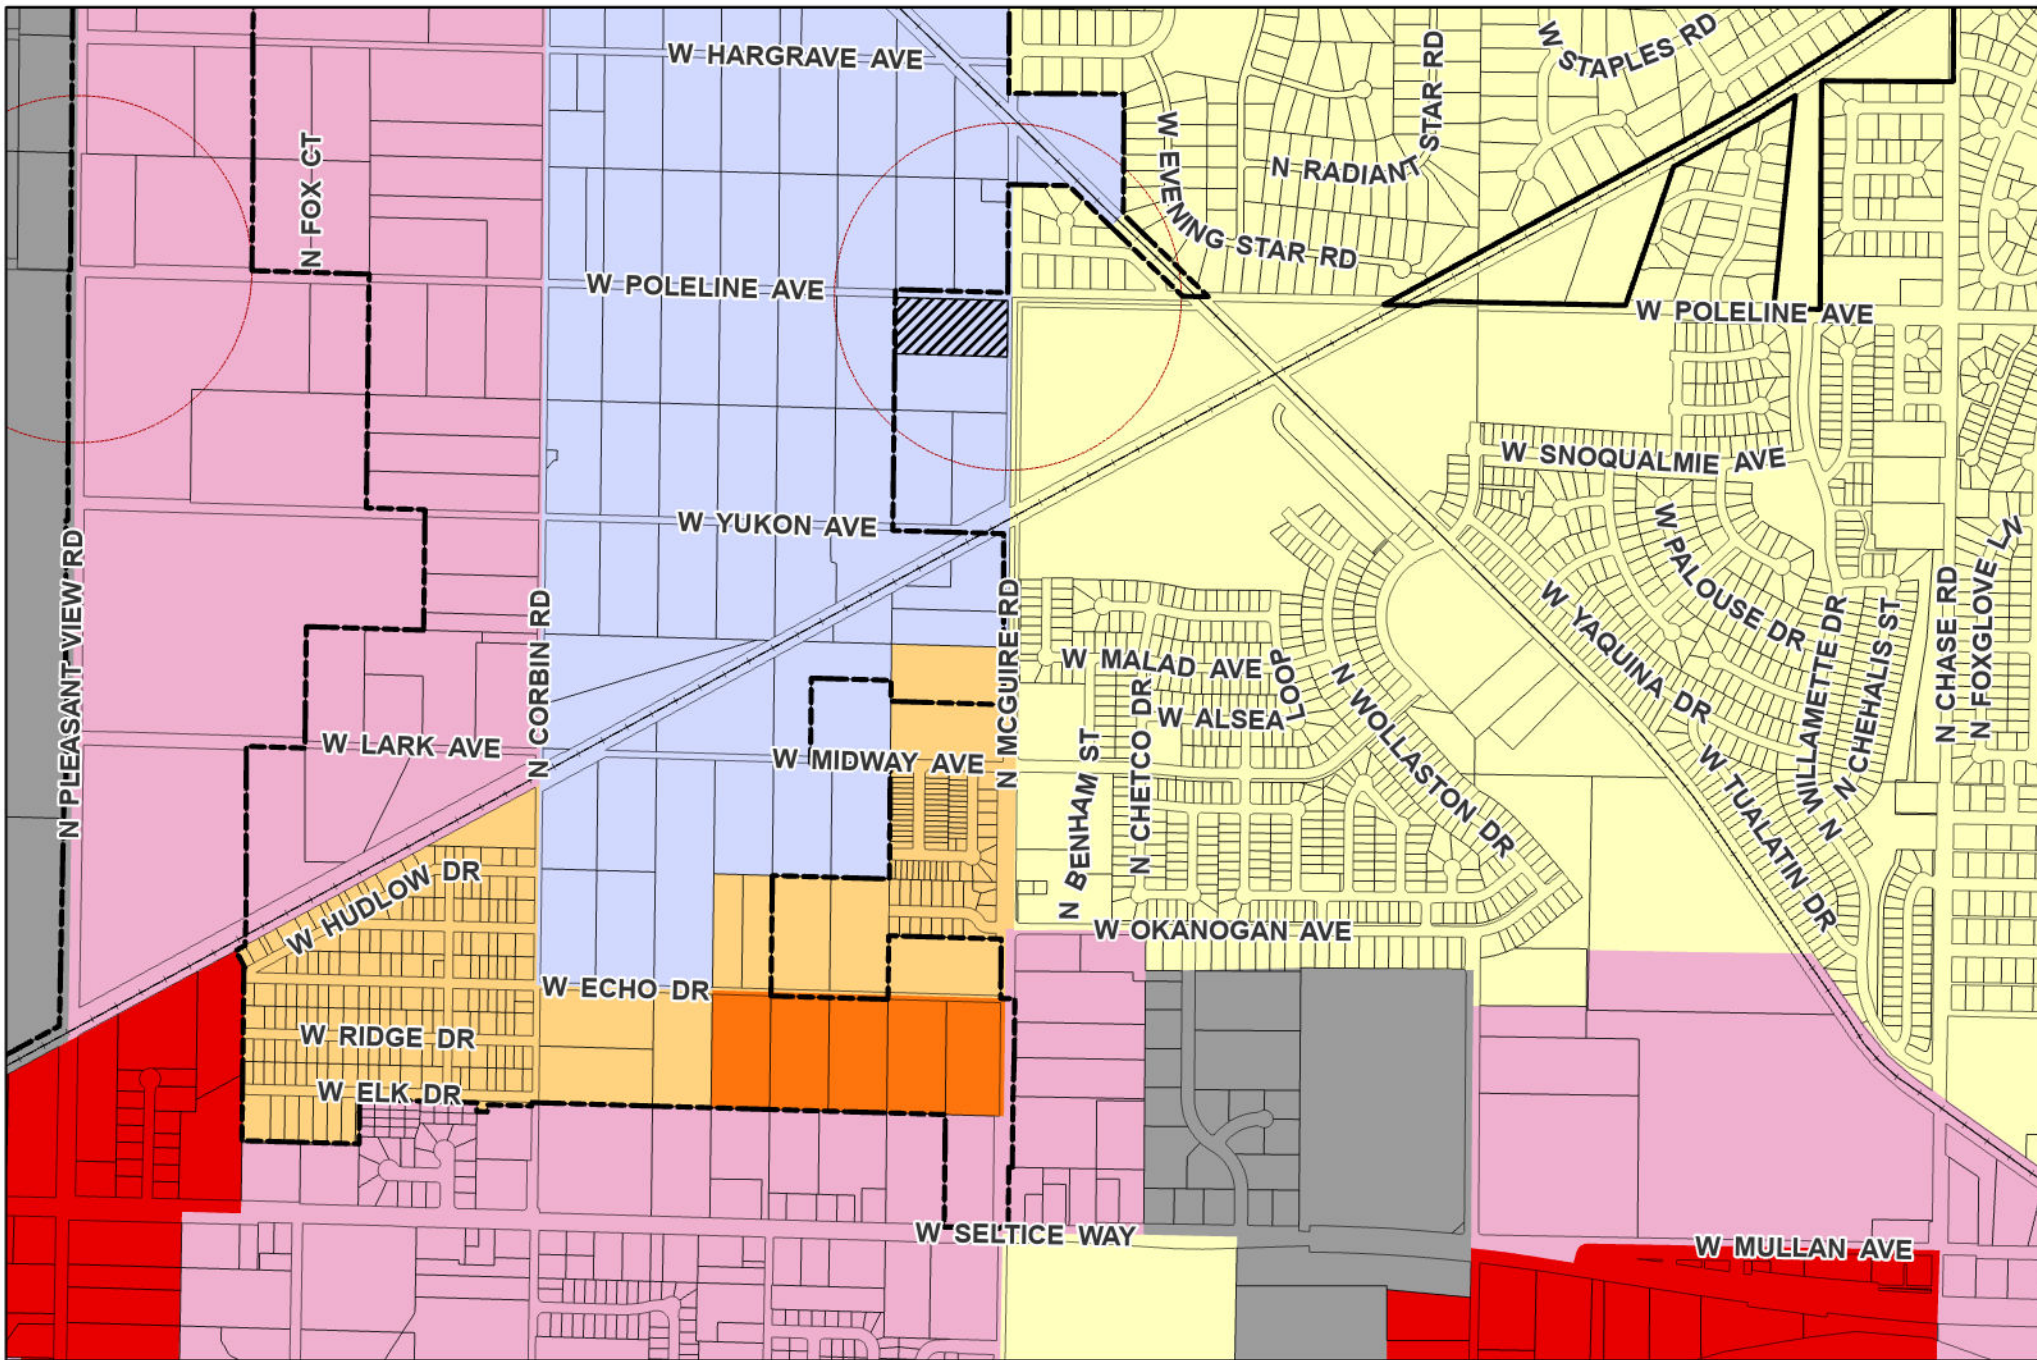 W STAPLES RD
W HARGRAVE AVE
N RADIANT STAR RD
W EVENING STAR RD
N FOX CT
W POLELINE AVE
W POLELINE AVE
W SNOQUALMIE AVE
W YUKON AVE
W PALOUSE DR
N FOXGLOVE LN
N PLEASANT VIEW RD
N CORBIN RD
N MCGUIRE RD
W MALAD AVE
LOOP
W ALSEA
N CHETCO DR
N BENHAM ST
N WOLLASTON DR
W YAQUINA DR
W TUALATIN DR
N WILLAMETTE DR
N CHEHALIS ST
N CHASE RD
W LARK AVE
W MIDWAY AVE
W HUDLOW DR
W OKANOGAN AVE
W ECHO DR
W RIDGE DR
W ELK DR
W SELTICE WAY
W MULLAN AVE